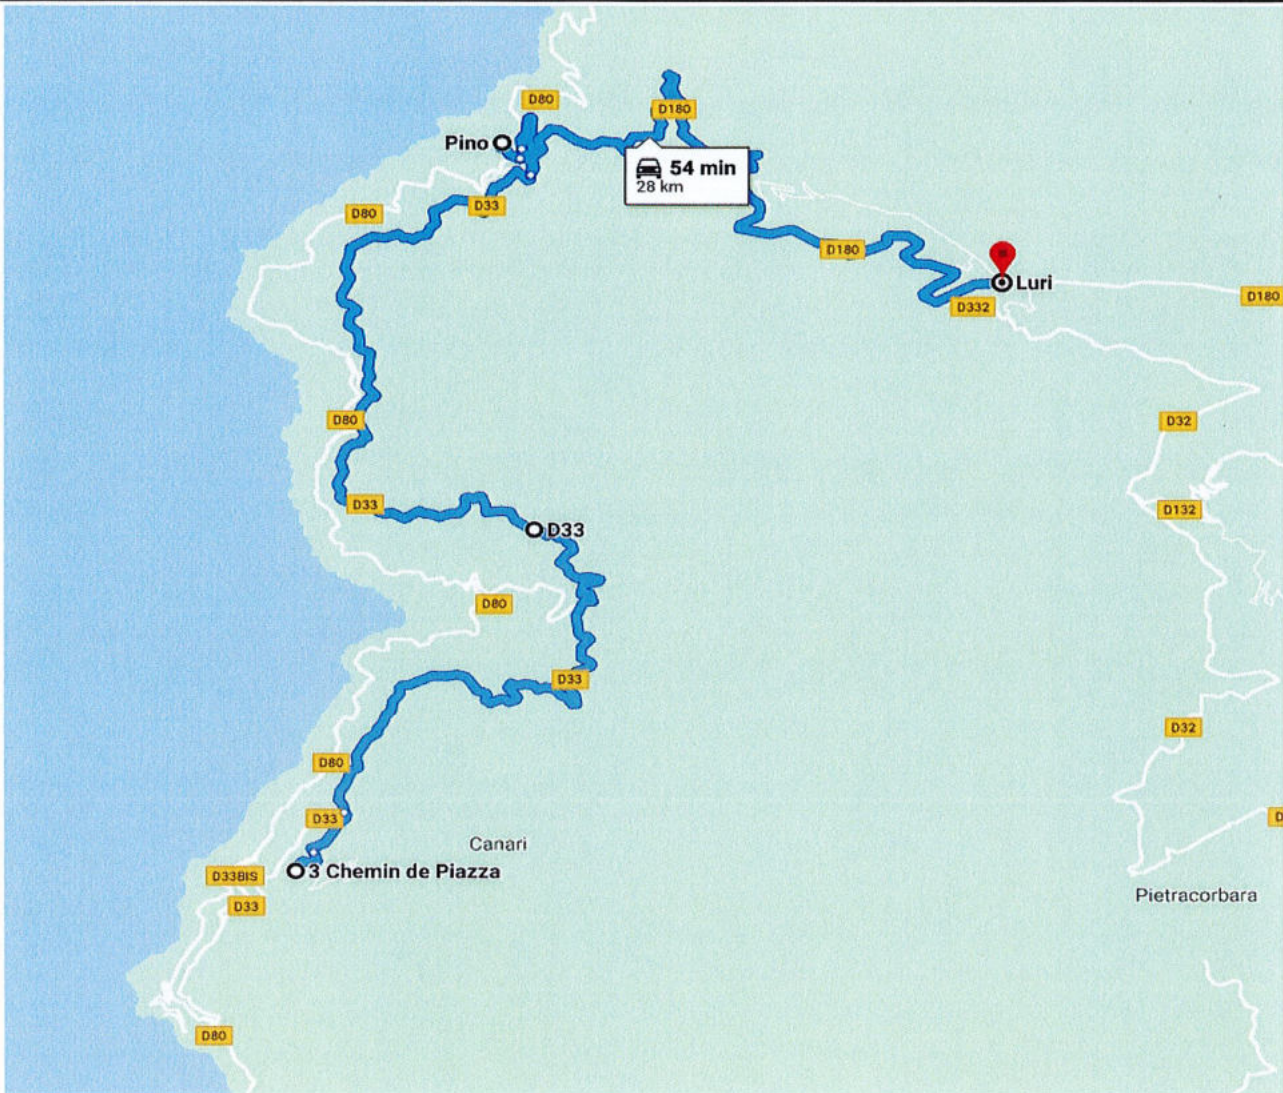 D80
D180
Pino
54 min
28 km
D33
D80
D180
Luri
D180
D332
D80
D32
D33
D132
D33
D80
D33
D32
D80
D33
D
Canari
3 Chemin de Piazza
D33BIS
Pietracorbara
D33
D80